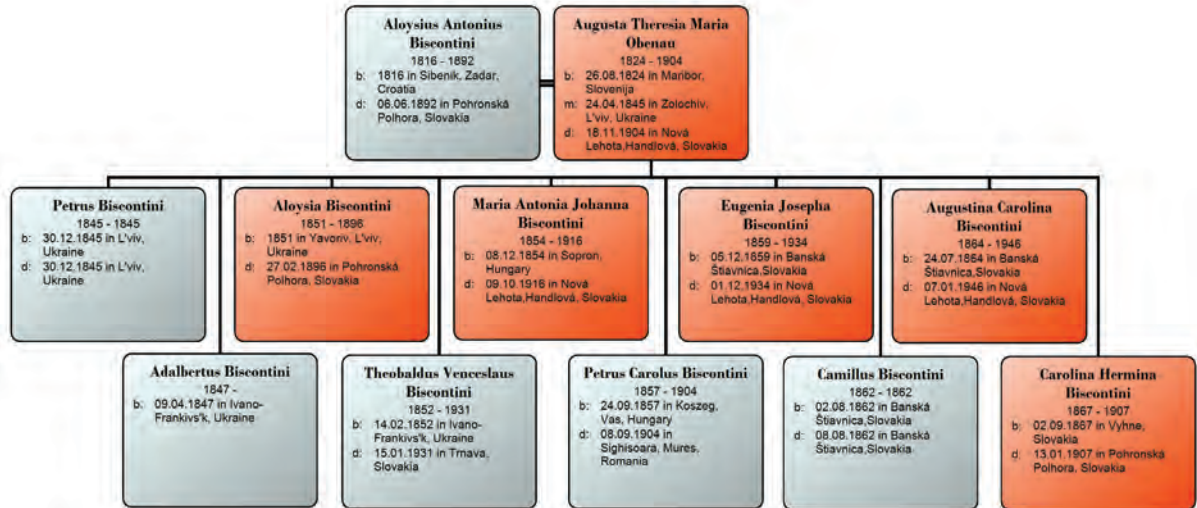 Aloysius Antonius
Biscontini
1816 - 1892
b: 1816 in Sibenik, Zadar,
Croatia
d: 06.06.1892 in Pohronská
Polhora, Slovakia
Augusta Theresia Maria
Obenau
1824 - 1904
b: 26.08.1824 in Maribor,
Slovenija
m: 24.04.1845 in Zolochiv,
L'viv, Ukraine
d: 18.11.1904 in Nová
Lehota,Handlová, Slovakia
Petrus Biscontini
1845 - 1845
b: 30.12.1845 in L'viv,
Ukraine
d: 30.12.1845 in L'viv,
Ukraine
Aloysia Biscontini
1851 - 1896
b: 1851 in Yavoriv, L'viv,
Ukraine
d: 27.02.1896 in Pohronská
Polhora, Slovakia
Maria Antonia Johanna
Biscontini
1854 - 1916
b: 08.12.1854 in Sopron,
Hungary
d: 09.10.1916 in Nová
Lehota,Handlová, Slovakia
Eugenia Josepha
Biscontini
1859 - 1934
b: 05.12.1859 in Banská
Štiavnica,Slovakia
d: 01.12.1934 in Nová
Lehota,Handlová, Slovakia
Augustina Carolina
Biscontini
1864 - 1946
b: 24.07.1864 in Banská
Štiavnica,Slovakia
d: 07.01.1946 in Nová
Lehota,Handlová, Slovakia
Adalbertus Biscontini
1847 -
b: 09.04.1847 in Ivano-
Frankivs'k, Ukraine
Theobaldus Venceslaus
Biscontini
1852 - 1931
b: 14.02.1852 in Ivano-
Frankivs'k, Ukraine
d: 15.01.1931 in Trnava,
Slovakia
Petrus Carolus Biscontini
1857 - 1904
b: 24.09.1857 in Koszeg,
Vas, Hungary
d: 08.09.1904 in
Sighisoara, Mures,
Romania
Camillus Biscontini
1862 - 1862
b: 02.08.1862 in Banská
Štiavnica,Slovakia
d: 08.08.1862 in Banská
Štiavnica,Slovakia
Carolina Hermina
Biscontini
1867 - 1907
b: 02.09.1867 in Vyhne,
Slovakia
d: 13.01.1907 in Pohronská
Polhora, Slovakia